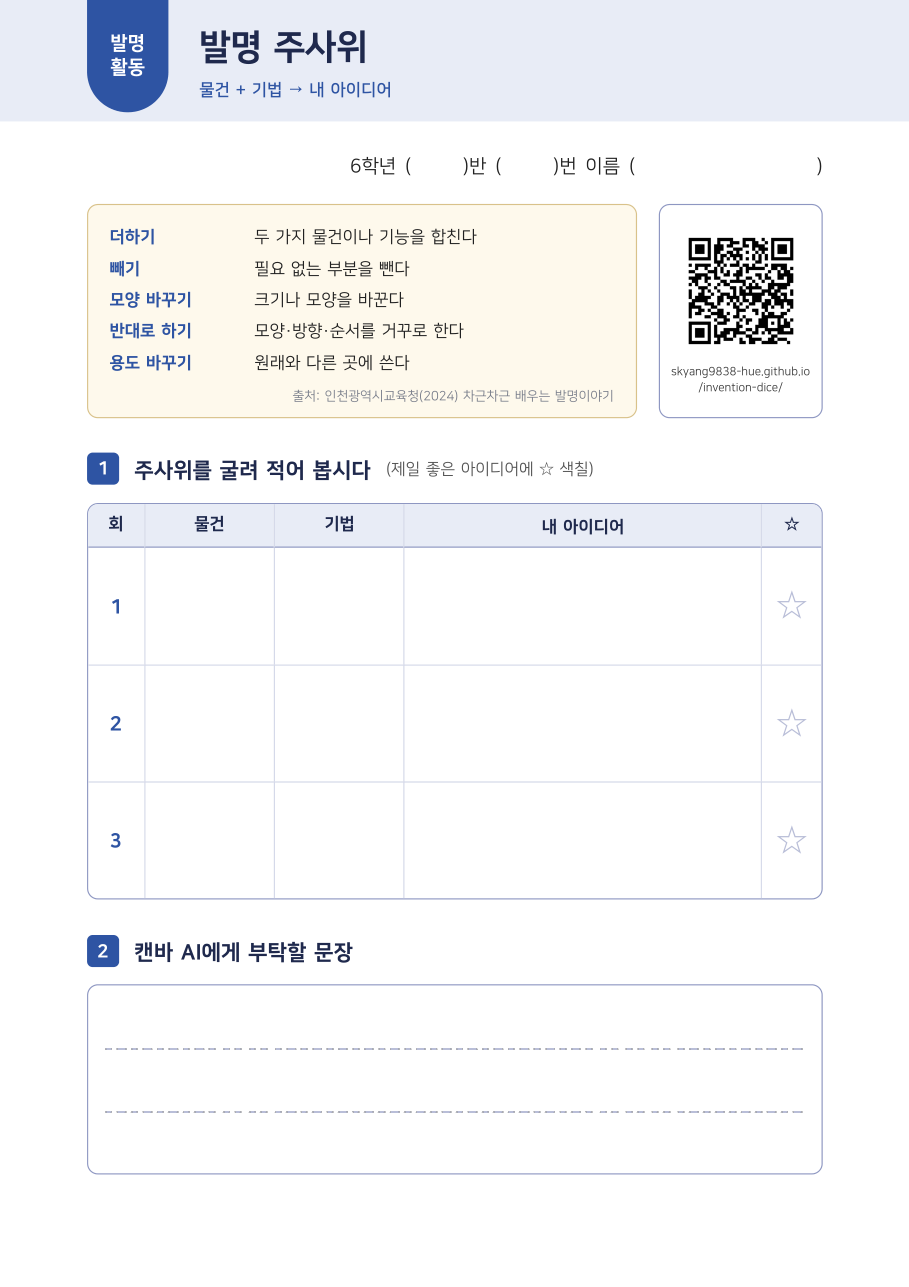 발명
활동
발명 주사위
물건 + 기법 → 내 아이디어
6학년 ( )반 ( )번 이름 ( )
더하기 두 가지 물건이나 기능을 합친다
빼기 필요 없는 부분을 뺀다
모양 바꾸기 크기나 모양을 바꾼다
반대로 하기 모양·방향·순서를 거꾸로 한다
용도 바꾸기 원래와 다른 곳에 쓴다
출처: 인천광역시교육청(2024) 차근차근 배우는 발명이야기
skyang9838-hue.github.io
/invention-dice/
1 주사위를 굴려 적어 봅시다 (제일 좋은 아이디어에 ☆ 색칠)
회 물건 기법 내 아이디어 ☆
1 ☆
2 ☆
3 ☆
2 캔바 AI에게 부탁할 문장